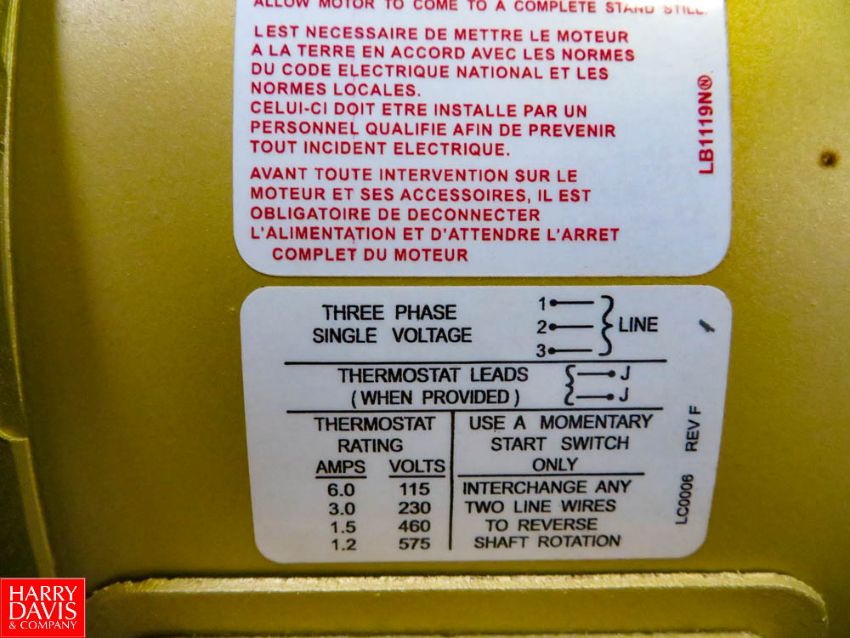 ALLOW MOTOR TO COME TO A COMPLETE STAND STILL.
LEST NECESSAIRE DE METTRE LE MOTEUR
A LA TERRE EN ACCORD AVEC LES NORMES
DU CODE ELECTRIQUE NATIONAL ET LES
NORMES LOCALES.
CELUI-CI DOIT ETRE INSTALLE PAR UN
PERSONNEL QUALIFIE AFIN DE PREVENIR
TOUT INCIDENT ELECTRIQUE.
AVANT TOUTE INTERVENTION SUR LE
MOTEUR ET SES ACCESSOIRES, IL EST
OBLIGATOIRE DE DECONNECTER
L'ALIMENTATION ET D'ATTENDRE L'ARRET
COMPLET DU MOTEUR
LB1119N
THREE PHASE
SINGLE VOLTAGE
1
2
3
LINE
THERMOSTAT LEADS
(WHEN PROVIDED)
J
J
THERMOSTAT
RATING
AMPS VOLTS
6.0 115
3.0 230
1.5 460
1.2 575
USE A MOMENTARY
START SWITCH
ONLY
INTERCHANGE ANY
TWO LINE WIRES
TO REVERSE
SHAFT ROTATION
LC0006 REV F
HARRY
DAVIS
& COMPANY